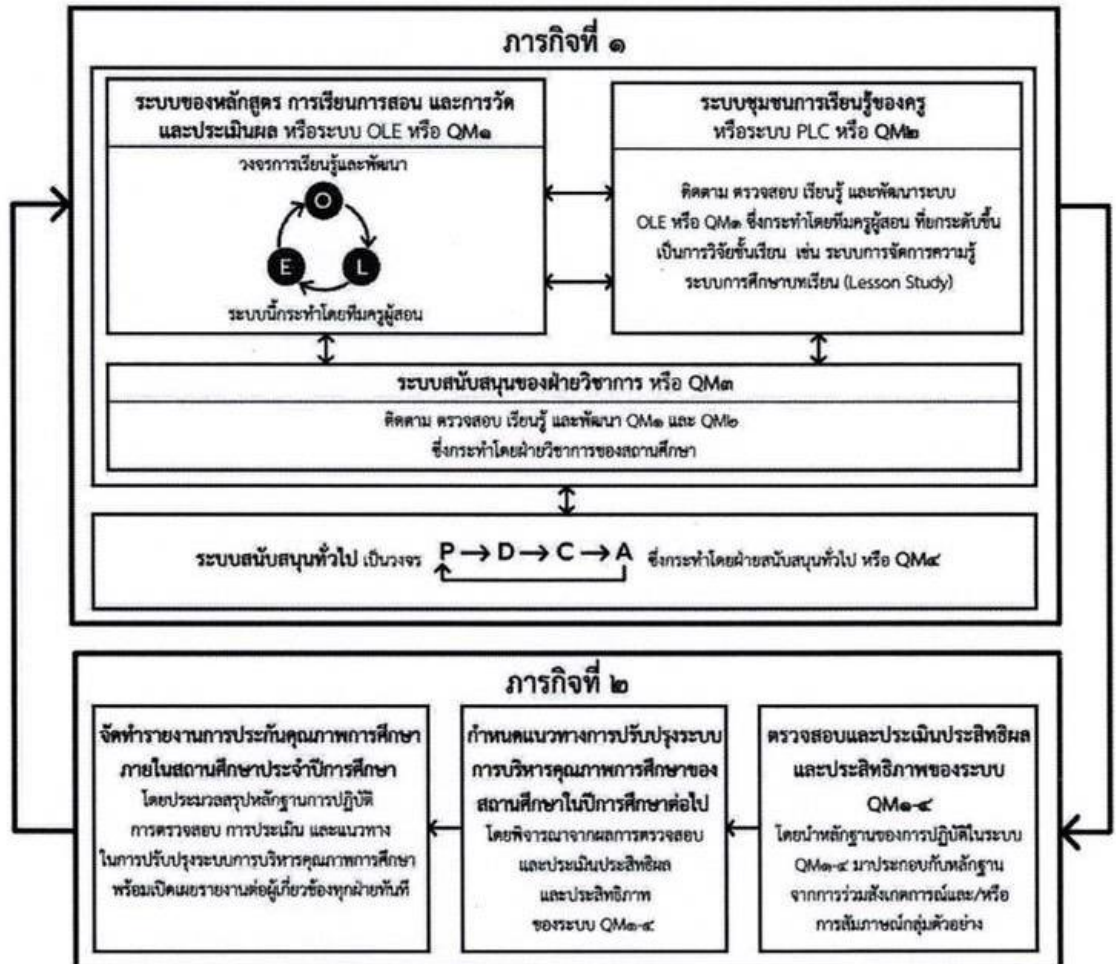 ภารกิจที่ ๑
ระบบของหลักสูตร การเรียนการสอน และการวัด
และประเมินผล หรือระบบ OLE หรือ QM๑
วงจรการเรียนรู้และพัฒนา
O
E
L
ระบบนี้กระทำโดยทีมครูผู้สอน
ระบบชุมชนการเรียนรู้ของครู
หรือระบบ PLC หรือ QM๒
ติดตาม ตรวจสอบ เรียนรู้ และพัฒนาระบบ
OLE หรือ QM๑ ซึ่งกระทำโดยทีมครูผู้สอน ที่ยกระดับขึ้น
เป็นการวิจัยชั้นเรียน เช่น ระบบการจัดการความรู้
ระบบการศึกษาบทเรียน (Lesson Study)
ระบบสนับสนุนของฝ่ายวิชาการ หรือ QM๓
ติดตาม ตรวจสอบ เรียนรู้ และพัฒนา QM๑ และ QM๒
ซึ่งกระทำโดยฝ่ายวิชาการของสถานศึกษา
ระบบสนับสนุนทั่วไป เป็นวงจร P → D → C → A ซึ่งกระทำโดยฝ่ายสนับสนุนทั่วไป หรือ QM๔
ภารกิจที่ ๒
จัดทำรายงานการประกันคุณภาพการศึกษา
ภายในสถานศึกษาประจำปีการศึกษา
โดยประมวลสรุปหลักฐานการปฏิบัติ
การตรวจสอบ การประเมิน และแนวทาง
ในการปรับปรุงระบบการบริหารคุณภาพการศึกษา
พร้อมเปิดเผยรายงานต่อผู้เกี่ยวข้องทุกฝ่ายทันที
กำหนดแนวทางการปรับปรุงระบบ
การบริหารคุณภาพการศึกษาของ
สถานศึกษาในปีการศึกษาต่อไป
โดยพิจารณาจากผลการตรวจสอบ
และประเมินประสิทธิผล
และประสิทธิภาพ
ของระบบ QM๑-๔
ตรวจสอบและประเมินประสิทธิผล
และประสิทธิภาพของระบบ
QM๑-๔
โดยนำหลักฐานของการปฏิบัติในระบบ
QM๑-๔ มาประกอบกับหลักฐาน
จากการร่วมสังเกตการณ์และ/หรือ
การสัมภาษณ์กลุ่มตัวอย่าง